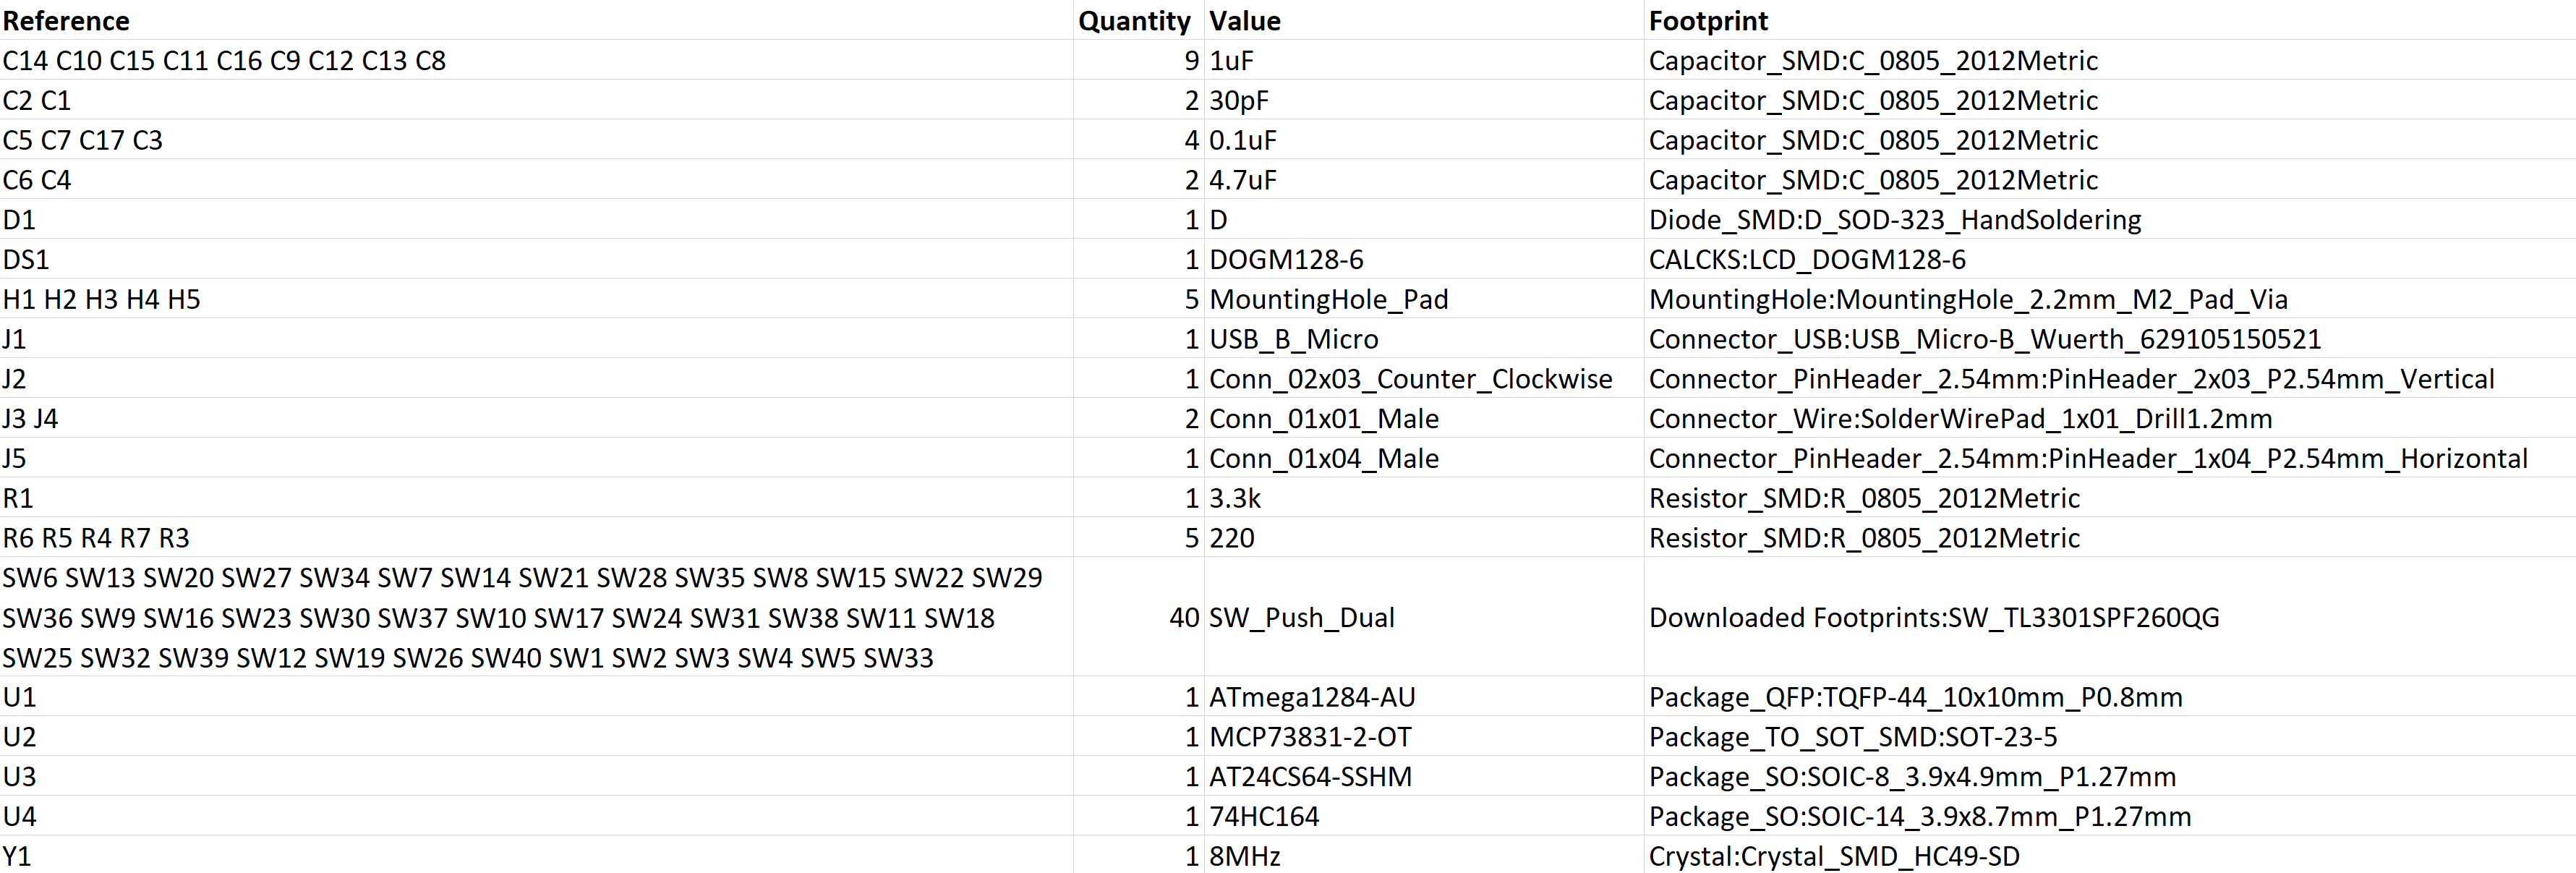 Reference Quantity Value Footprint
C14 C10 C15 C11 C16 C9 C12 C13 C8 9 1uF Capacitor_SMD:C_0805_2012Metric
C2 C1 2 30pF Capacitor_SMD:C_0805_2012Metric
C5 C7 C17 C3 4 0.1uF Capacitor_SMD:C_0805_2012Metric
C6 C4 2 4.7uF Capacitor_SMD:C_0805_2012Metric
D1 1 D Diode_SMD:D_SOD-323_HandSoldering
DS1 1 DOGM128-6 CALCKS:LCD_DOGM128-6
H1 H2 H3 H4 H5 5 MountingHole_Pad MountingHole:MountingHole_2.2mm_M2_Pad_Via
J1 1 USB_B_Micro Connector_USB:USB_Micro-B_Wuerth_629105150521
J2 1 Conn_02x03_Counter_Clockwise Connector_PinHeader_2.54mm:PinHeader_2x03_P2.54mm_Vertical
J3 J4 2 Conn_01x01_Male Connector_Wire:SolderWirePad_1x01_Drill1.2mm
J5 1 Conn_01x04_Male Connector_PinHeader_2.54mm:PinHeader_1x04_P2.54mm_Horizontal
R1 1 3.3k Resistor_SMD:R_0805_2012Metric
R6 R5 R4 R7 R3 5 220 Resistor_SMD:R_0805_2012Metric
SW6 SW13 SW20 SW27 SW34 SW7 SW14 SW21 SW28 SW35 SW8 SW15 SW22 SW29
SW36 SW9 SW16 SW23 SW30 SW37 SW10 SW17 SW24 SW31 SW38 SW11 SW18 40 SW_Push_Dual Downloaded Footprints:SW_TL3301SPF260QG
SW25 SW32 SW39 SW12 SW19 SW26 SW40 SW1 SW2 SW3 SW4 SW5 SW33
U1 1 ATmega1284-AU Package_QFP:TQFP-44_10x10mm_P0.8mm
U2 1 MCP73831-2-OT Package_TO_SOT_SMD:SOT-23-5
U3 1 AT24CS64-SSHM Package_SO:SOIC-8_3.9x4.9mm_P1.27mm
U4 1 74HC164 Package_SO:SOIC-14_3.9x8.7mm_P1.27mm
Y1 1 8MHz Crystal:Crystal_SMD_HC49-SD